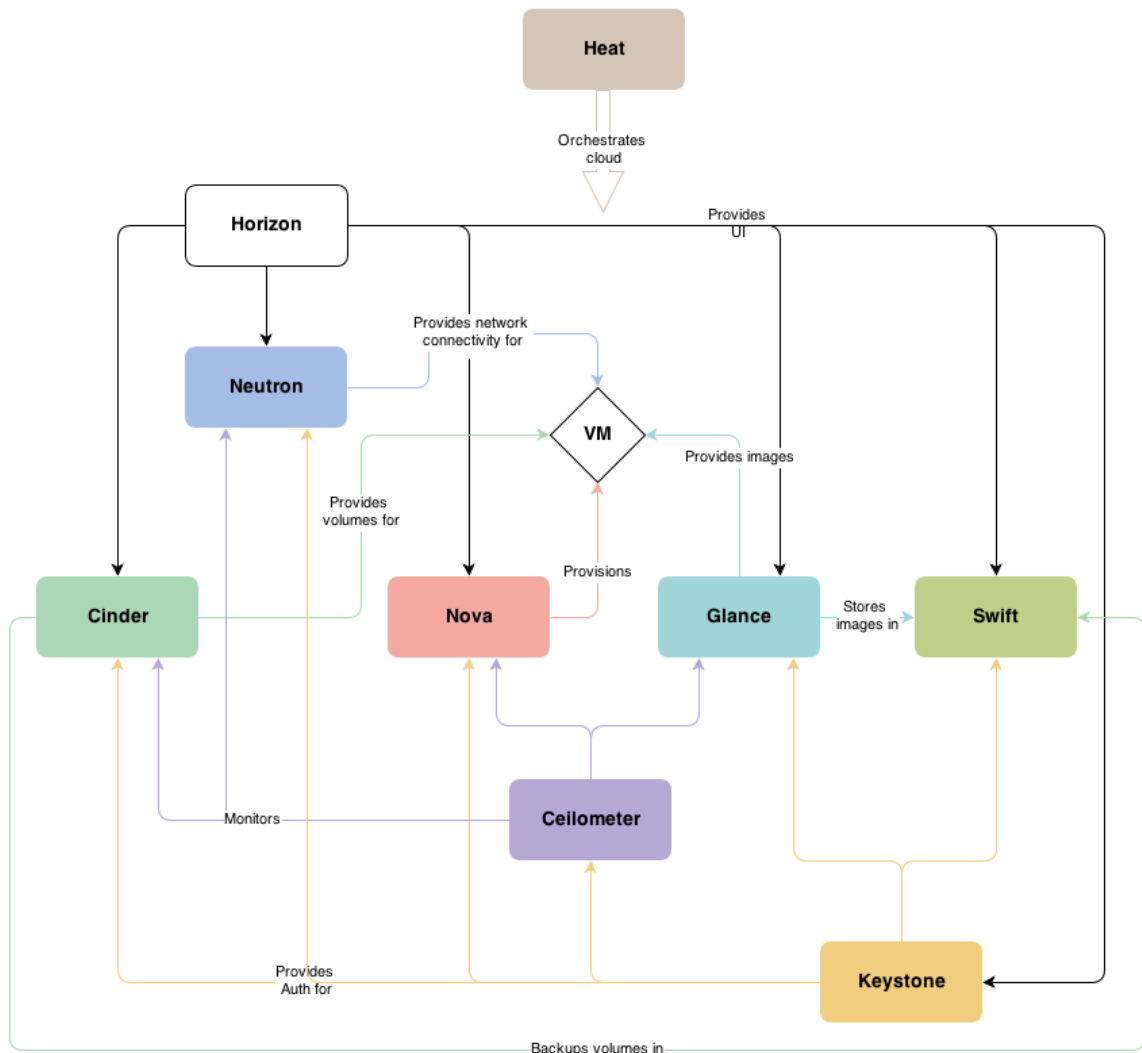 Heat
Orchestrates
cloud
Horizon
Provides
UI
Provides network
connectivity for
Neutron
VM
Provides images
Provides
volumes for
Provisions
Cinder
Nova
Glance
Stores
images in
Swift
Ceilometer
Monitors
Provides
Auth for
Keystone
Backups volumes in